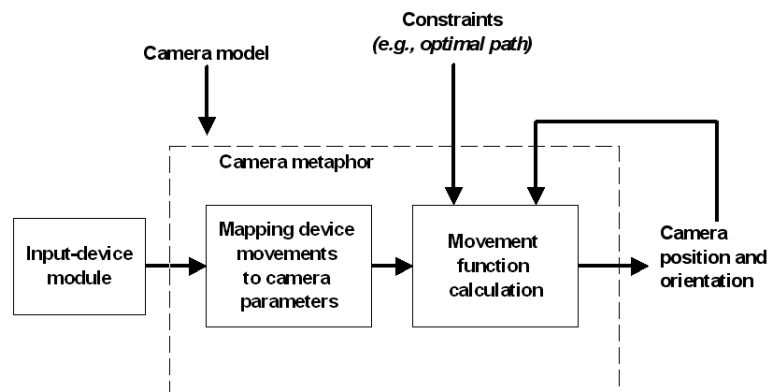 Constraints
(e.g., optimal path)
Camera model
Camera metaphor
Input-device
module
Mapping device
movements
to camera
parameters
Movement
function
calculation
Camera
position and
orientation